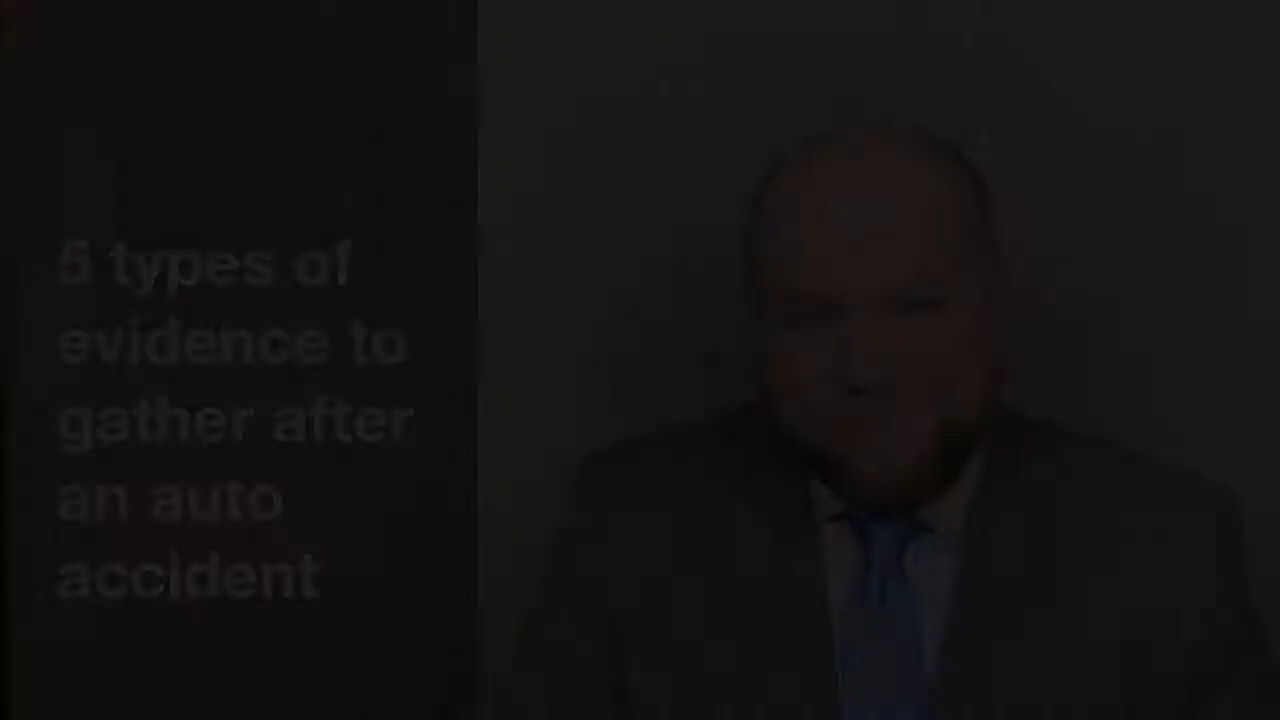 5 types of
evidence to
gather after
an auto
accident